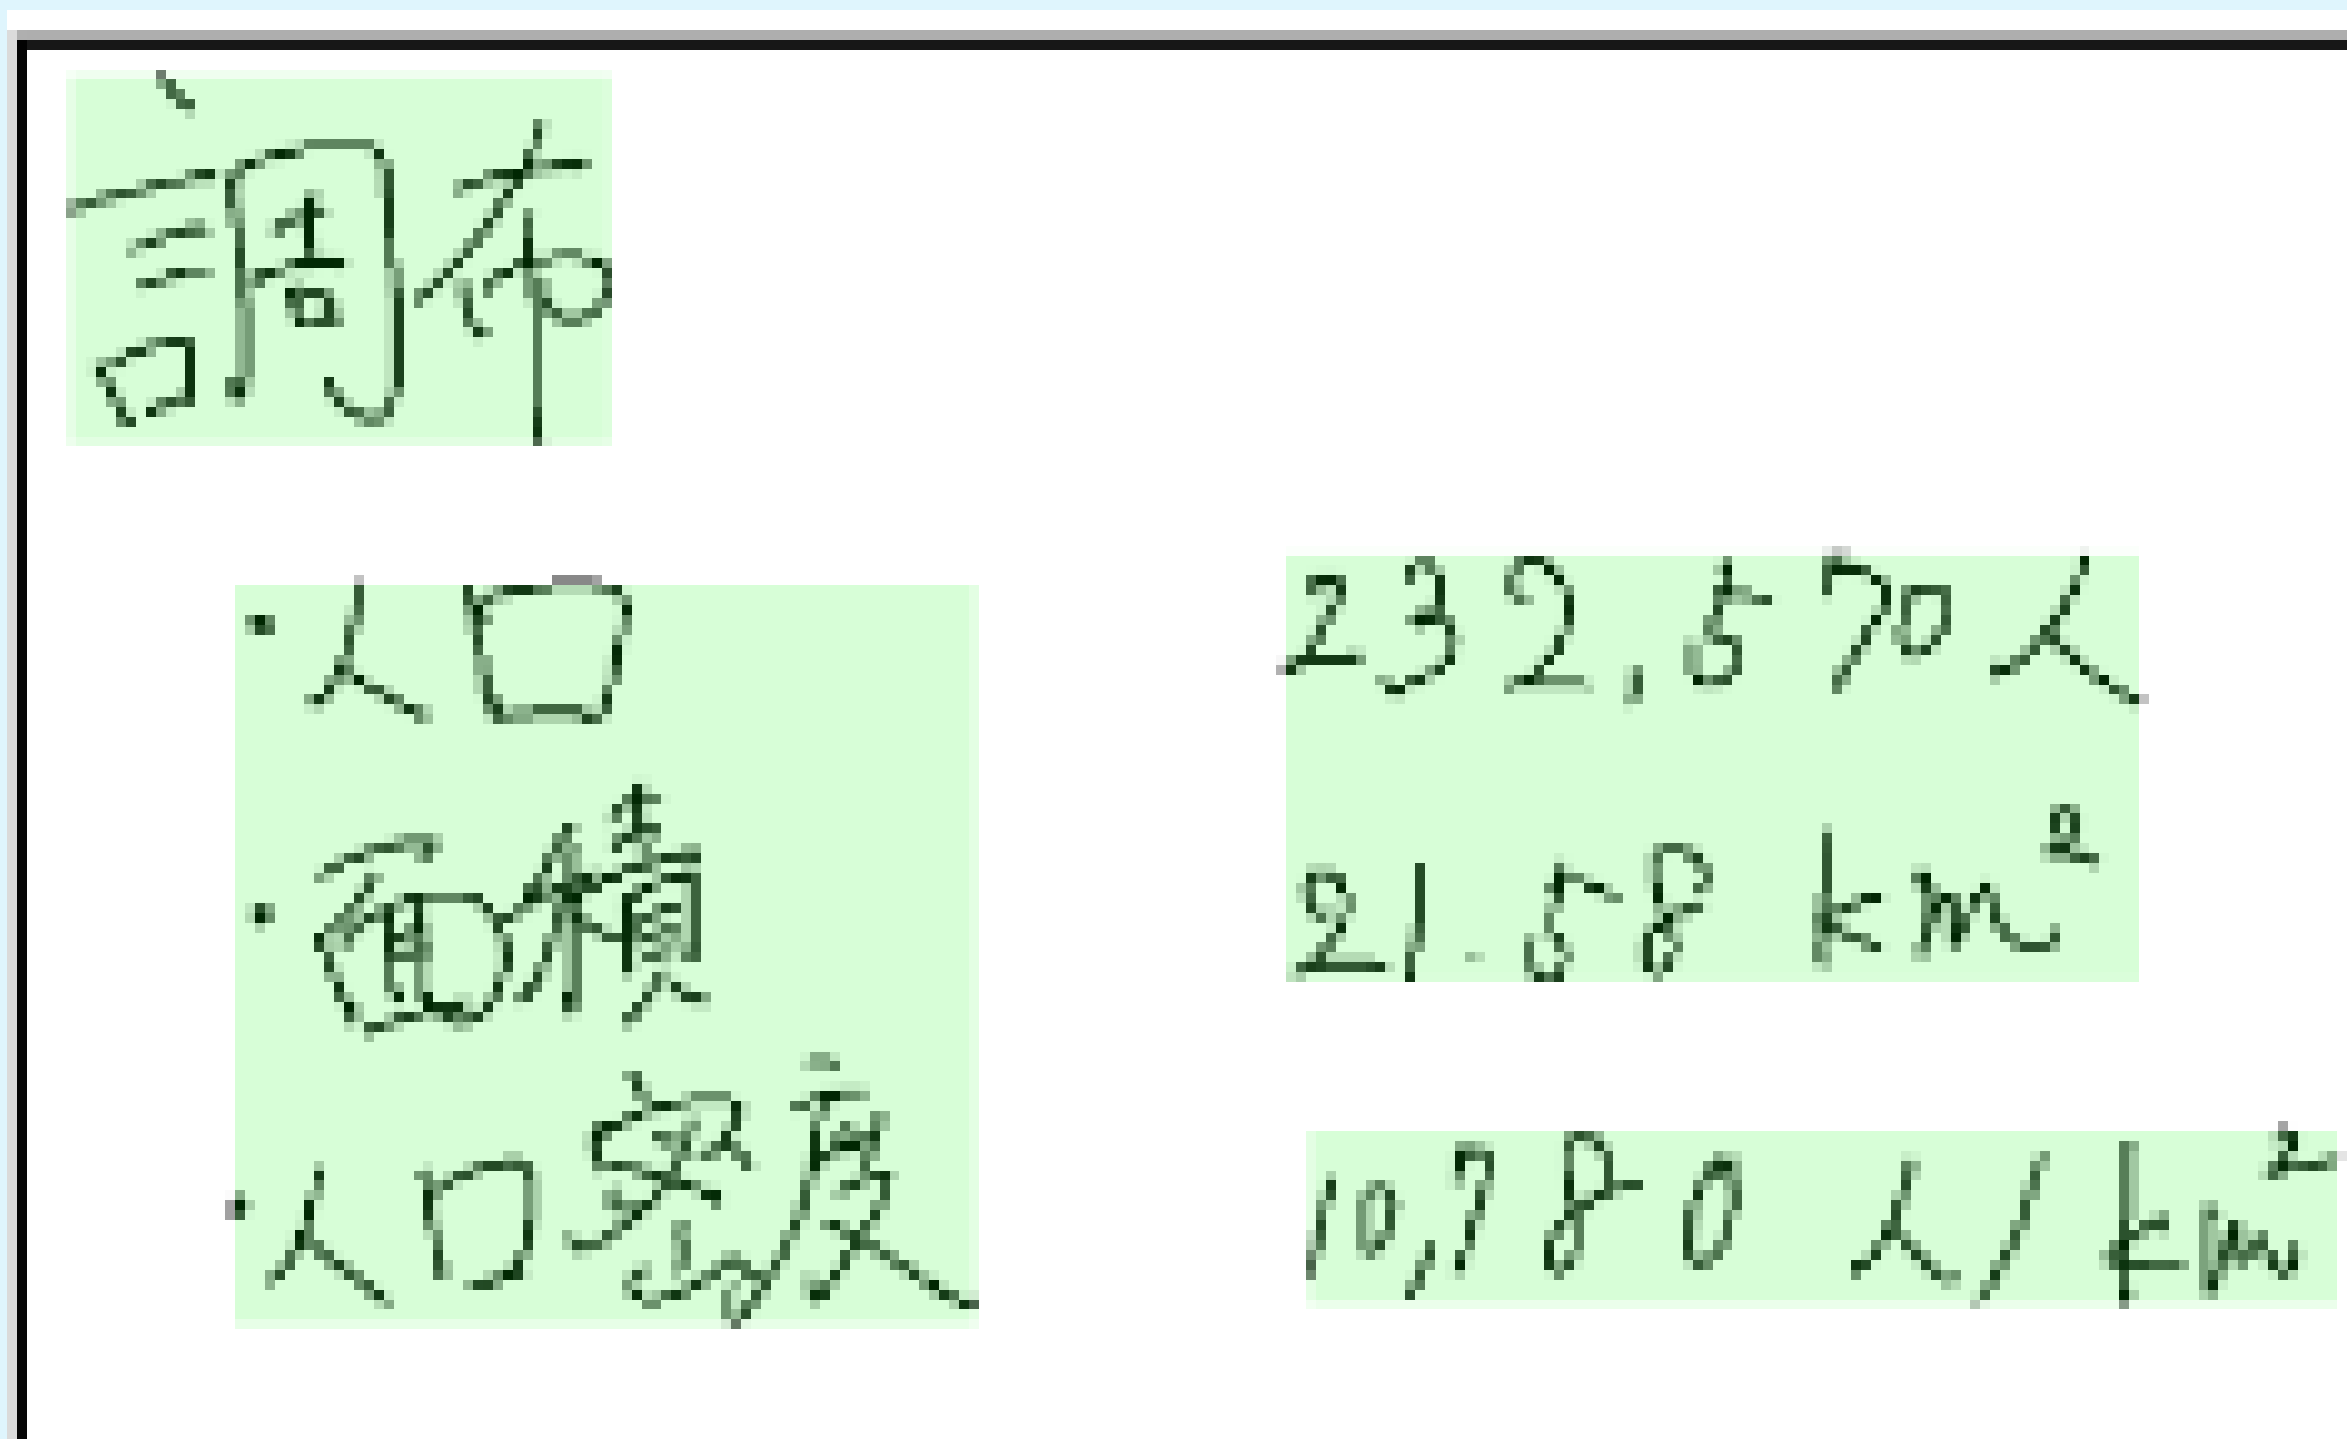 調布
・人口 232,570人
・面積 21.58 km²
・人口密度 10,780 人/km²